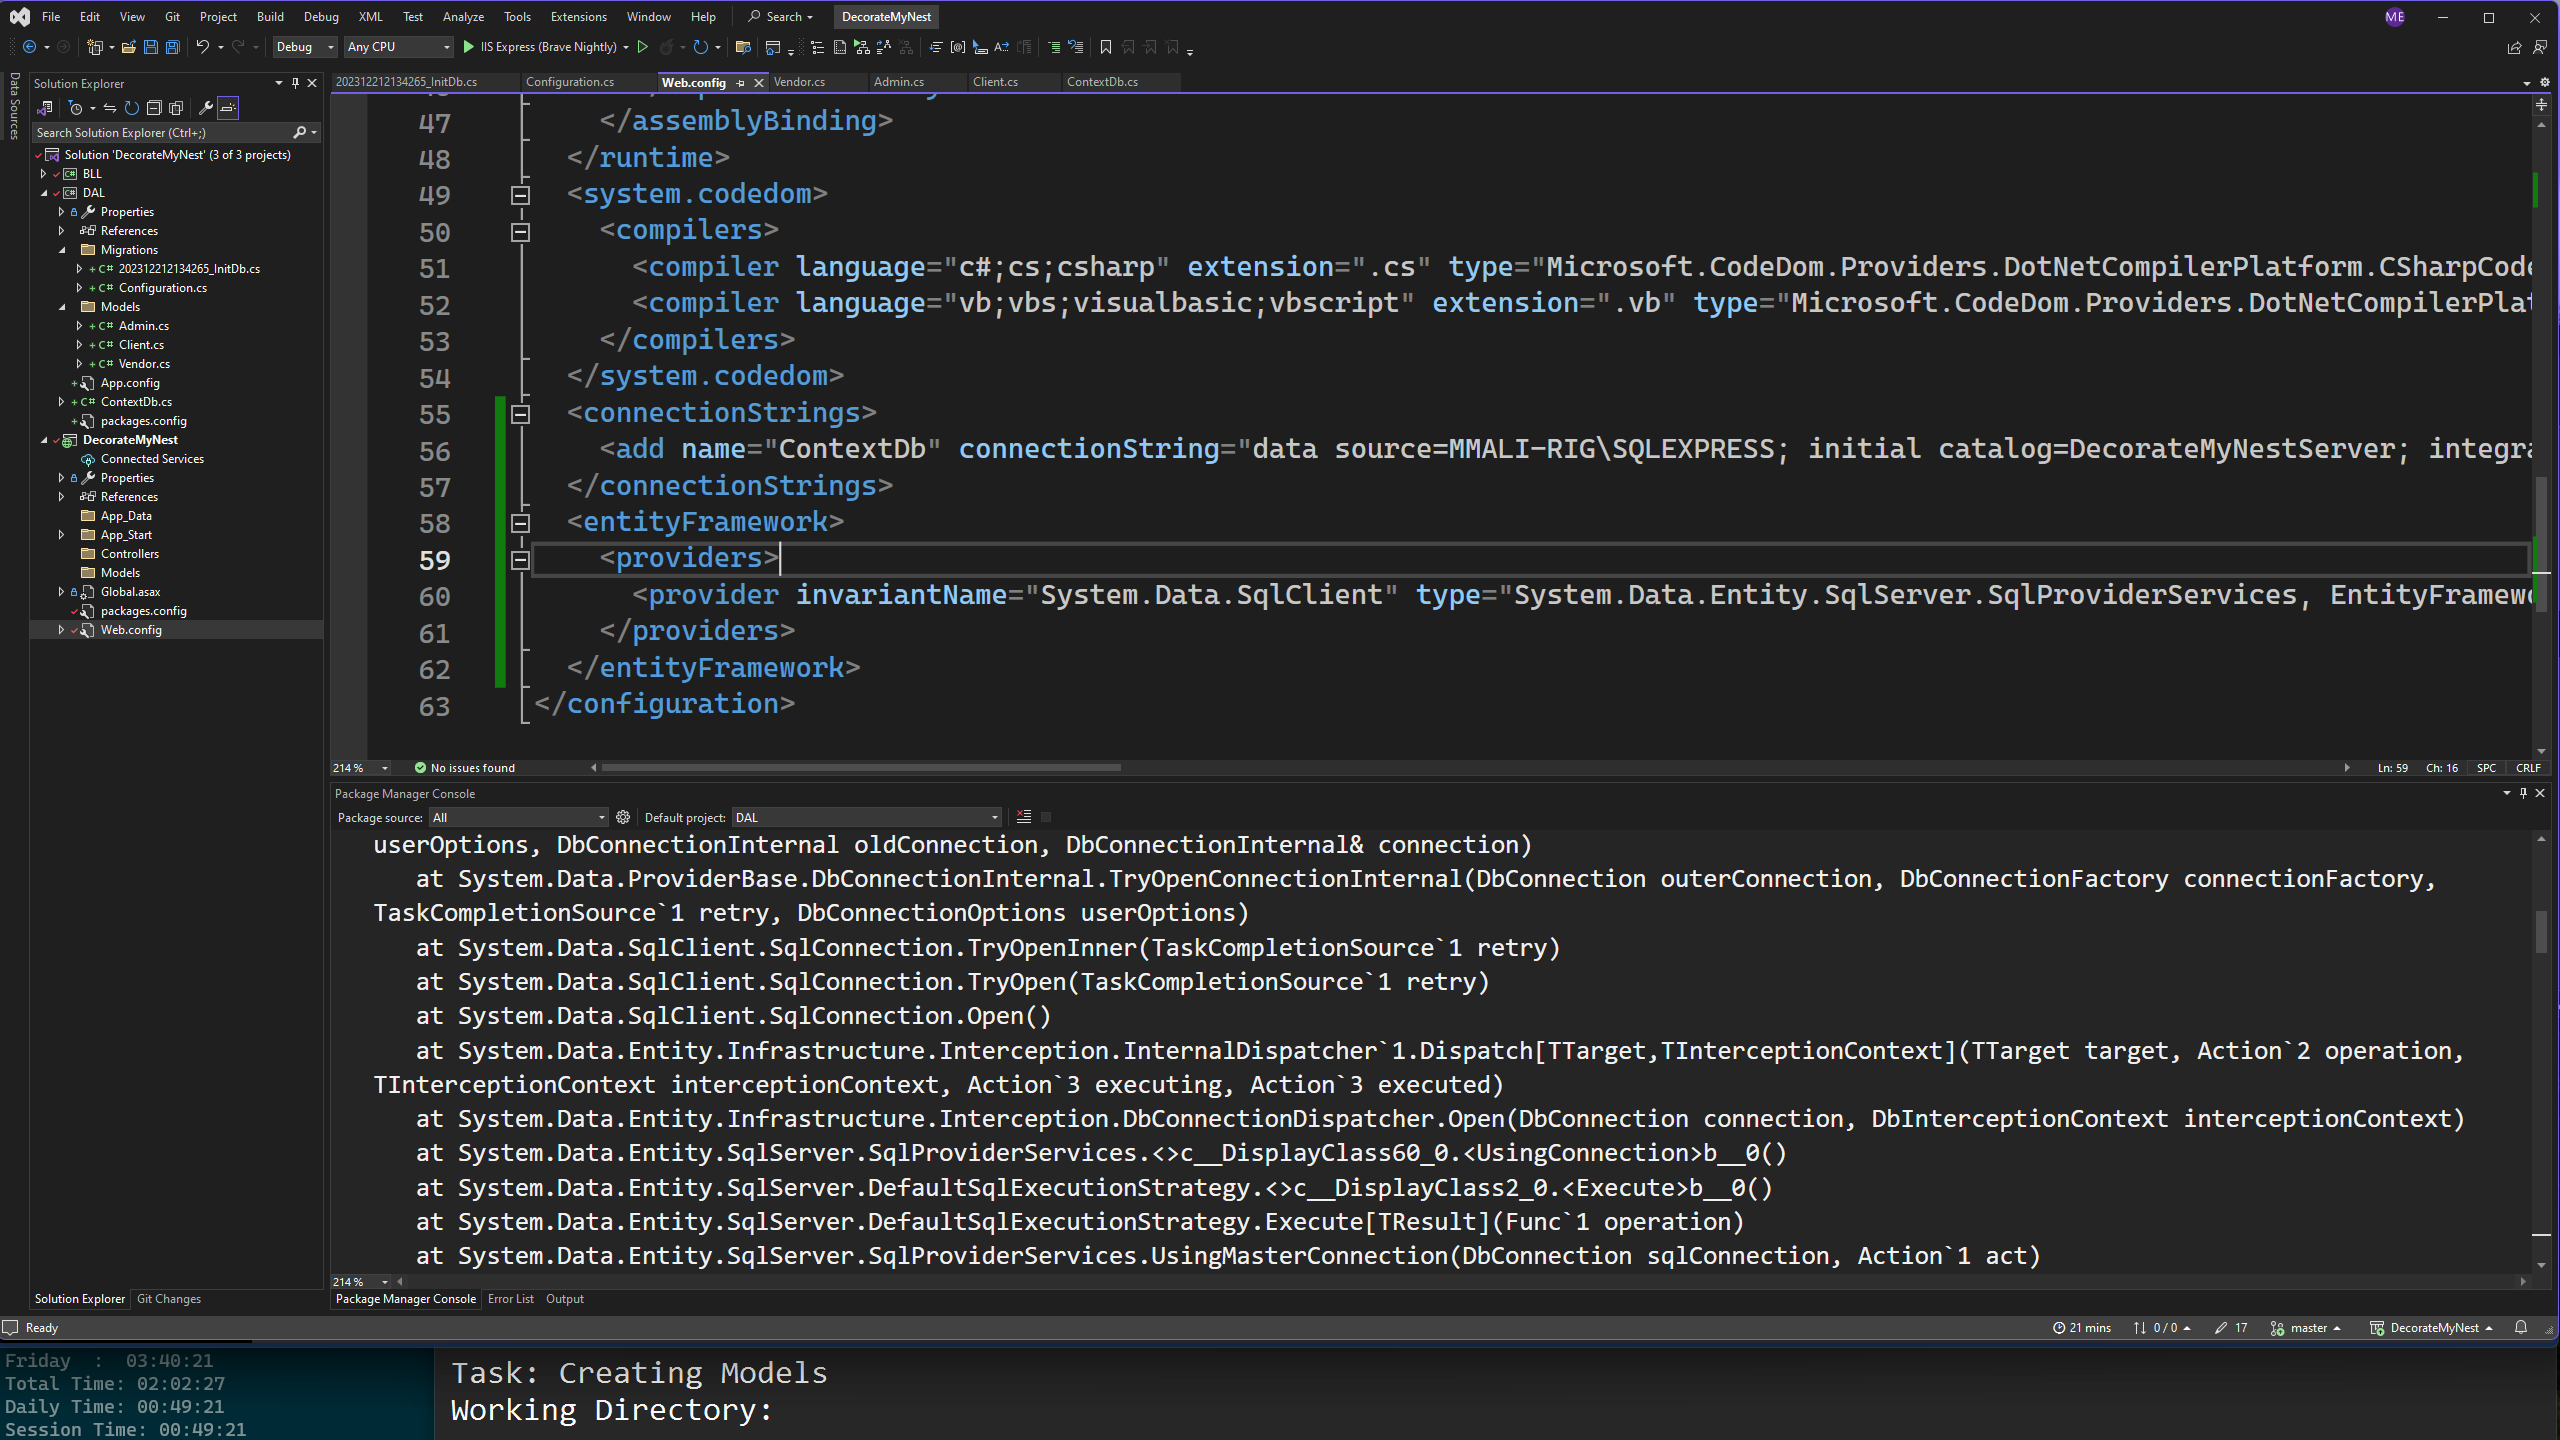 File Edit View Git Project Build Debug XML Test Analyze Tools Extensions Window Help Search DecorateMyNest ME
Debug Any CPU IIS Express (Brave Nightly)
Data Sources
Solution Explorer
Search Solution Explorer (Ctrl+;)
Solution 'DecorateMyNest' (3 of 3 projects)
BLL
DAL
Properties
References
Migrations
202312212134265_InitDb.cs
Configuration.cs
Models
Admin.cs
Client.cs
Vendor.cs
App.config
ContextDb.cs
packages.config
DecorateMyNest
Connected Services
Properties
References
App_Data
App_Start
Controllers
Models
Global.asax
packages.config
Web.config
Solution Explorer Git Changes
202312212134265_InitDb.cs Configuration.cs Web.config Vendor.cs Admin.cs Client.cs ContextDb.cs
47 </assemblyBinding>
48 </runtime>
49 <system.codedom>
50 <compilers>
51 <compiler language="c#;cs;csharp" extension=".cs" type="Microsoft.CodeDom.Providers.DotNetCompilerPlatform.CSharpCode
52 <compiler language="vb;vbs;visualbasic;vbscript" extension=".vb" type="Microsoft.CodeDom.Providers.DotNetCompilerPlat
53 </compilers>
54 </system.codedom>
55 <connectionStrings>
56 <add name="ContextDb" connectionString="data source=MMALI-RIG\SQLEXPRESS; initial catalog=DecorateMyNestServer; integra
57 </connectionStrings>
58 <entityFramework>
59 <providers>
60 <provider invariantName="System.Data.SqlClient" type="System.Data.Entity.SqlServer.SqlProviderServices, EntityFramewo
61 </providers>
62 </entityFramework>
63 </configuration>
214 % No issues found Ln: 59 Ch: 16 SPC CRLF
Package Manager Console
Package source: All Default project: DAL
userOptions, DbConnectionInternal oldConnection, DbConnectionInternal& connection)
at System.Data.ProviderBase.DbConnectionInternal.TryOpenConnectionInternal(DbConnection outerConnection, DbConnectionFactory connectionFactory,
TaskCompletionSource`1 retry, DbConnectionOptions userOptions)
at System.Data.SqlClient.SqlConnection.TryOpenInner(TaskCompletionSource`1 retry)
at System.Data.SqlClient.SqlConnection.TryOpen(TaskCompletionSource`1 retry)
at System.Data.SqlClient.SqlConnection.Open()
at System.Data.Entity.Infrastructure.Interception.InternalDispatcher`1.Dispatch[TTarget,TInterceptionContext](TTarget target, Action`2 operation,
TInterceptionContext interceptionContext, Action`3 executing, Action`3 executed)
at System.Data.Entity.Infrastructure.Interception.DbConnectionDispatcher.Open(DbConnection connection, DbInterceptionContext interceptionContext)
at System.Data.Entity.SqlServer.SqlProviderServices.<>c__DisplayClass60_0.<UsingConnection>b__0()
at System.Data.Entity.SqlServer.DefaultSqlExecutionStrategy.<>c__DisplayClass2_0.<Execute>b__0()
at System.Data.Entity.SqlServer.DefaultSqlExecutionStrategy.Execute[TResult](Func`1 operation)
at System.Data.Entity.SqlServer.SqlProviderServices.UsingMasterConnection(DbConnection sqlConnection, Action`1 act)
214 %
Package Manager Console Error List Output
Ready 21 mins 0 / 0 17 master DecorateMyNest
Friday : 03:40:21
Total Time: 02:02:27
Daily Time: 00:49:21
Session Time: 00:49:21
Task: Creating Models
Working Directory: